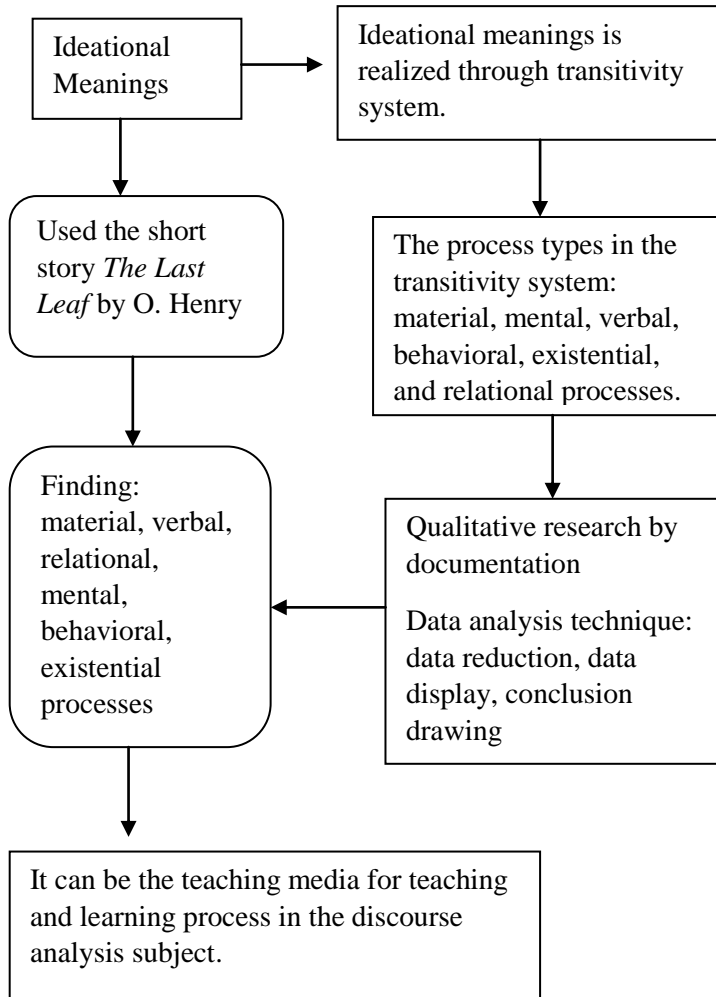 Ideational
Meanings
Ideational meanings is
realized through transitivity
system.
Used the short
story The Last
Leaf by O. Henry
The process types in the
transitivity system:
material, mental, verbal,
behavioral, existential,
and relational processes.
Finding:
material, verbal,
relational,
mental,
behavioral,
existential
processes
Qualitative research by
documentation
Data analysis technique:
data reduction, data
display, conclusion
drawing
It can be the teaching media for teaching
and learning process in the discourse
analysis subject.